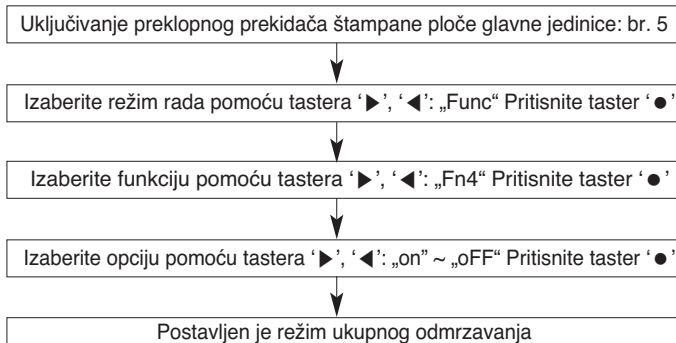 Uključivanje preklopnog prekidača štampane ploče glavne jedinice: br. 5
Izaberite režim rada pomoću tastera ‘▶’, ‘◀’: „Func“ Pritisnite taster ‘●’
Izaberite funkciju pomoću tastera ‘▶’, ‘◀’: „Fn4“ Pritisnite taster ‘●’
Izaberite opciju pomoću tastera ‘▶’, ‘◀’: „on” ~ „oFF“ Pritisnite taster ‘●’
Postavljen je režim ukupnog odmrzavanja